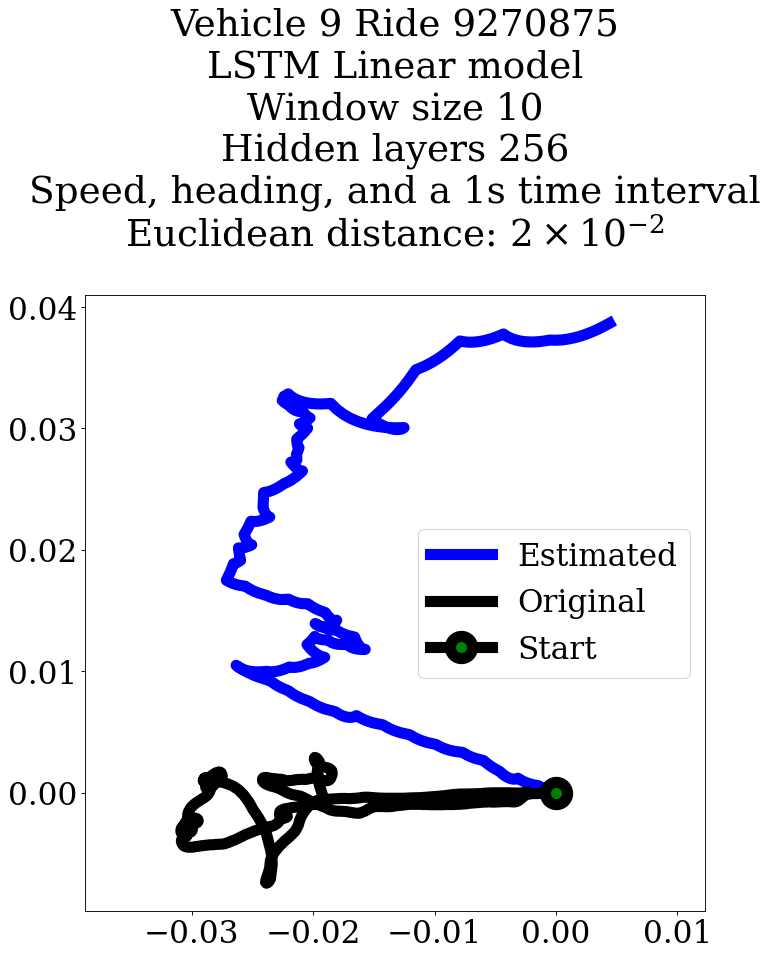 Vehicle 9 Ride 9270875
LSTM Linear model
Window size 10
Hidden layers 256
Speed, heading, and a 1s time interval
Euclidean distance: 2 × 10⁻²
0.04
0.03
0.02
0.01
0.00
Estimated
Original
Start
−0.03 −0.02 −0.01 0.00 0.01